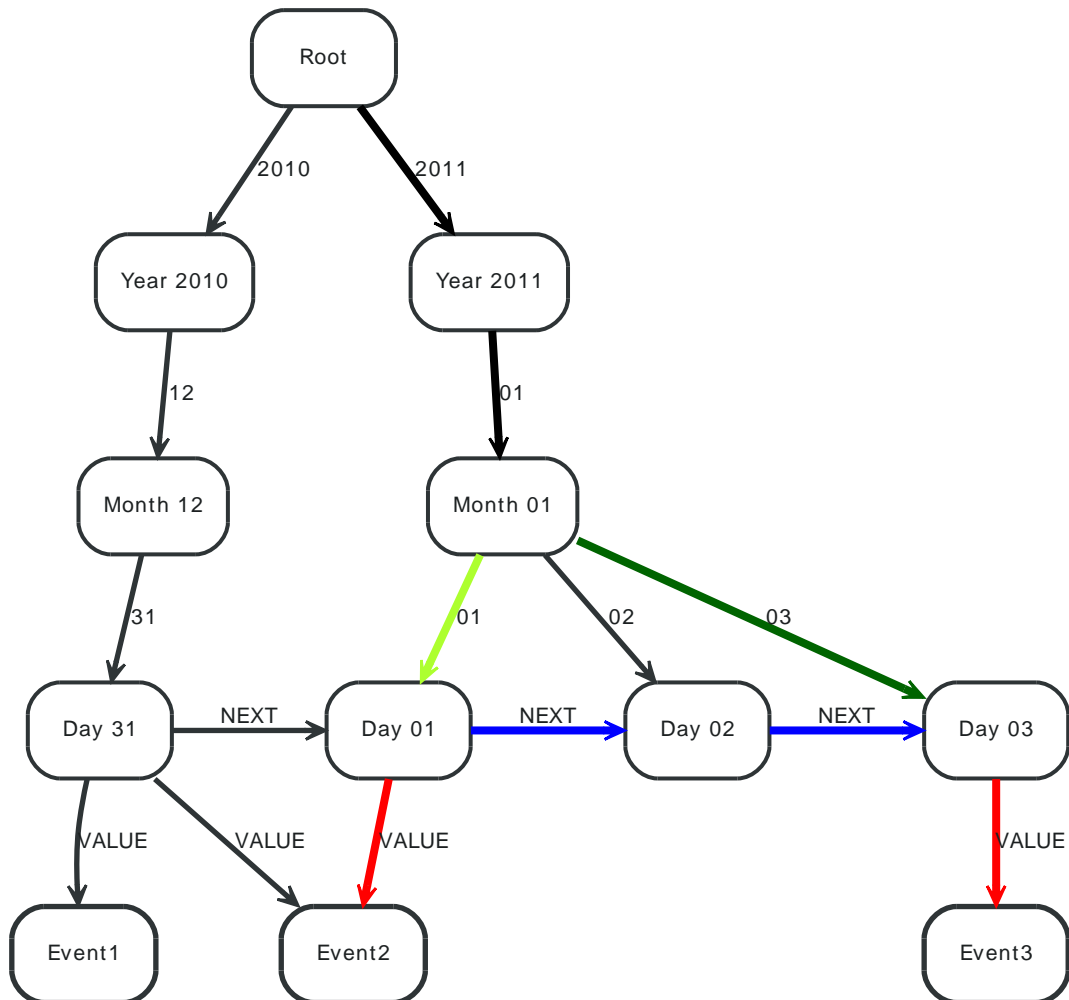 Root
2010
2011
Year 2010
Year 2011
12
01
Month 12
Month 01
31
01
02
03
Day 31
NEXT
Day 01
NEXT
Day 02
NEXT
Day 03
VALUE
VALUE
VALUE
VALUE
Event1
Event2
Event3